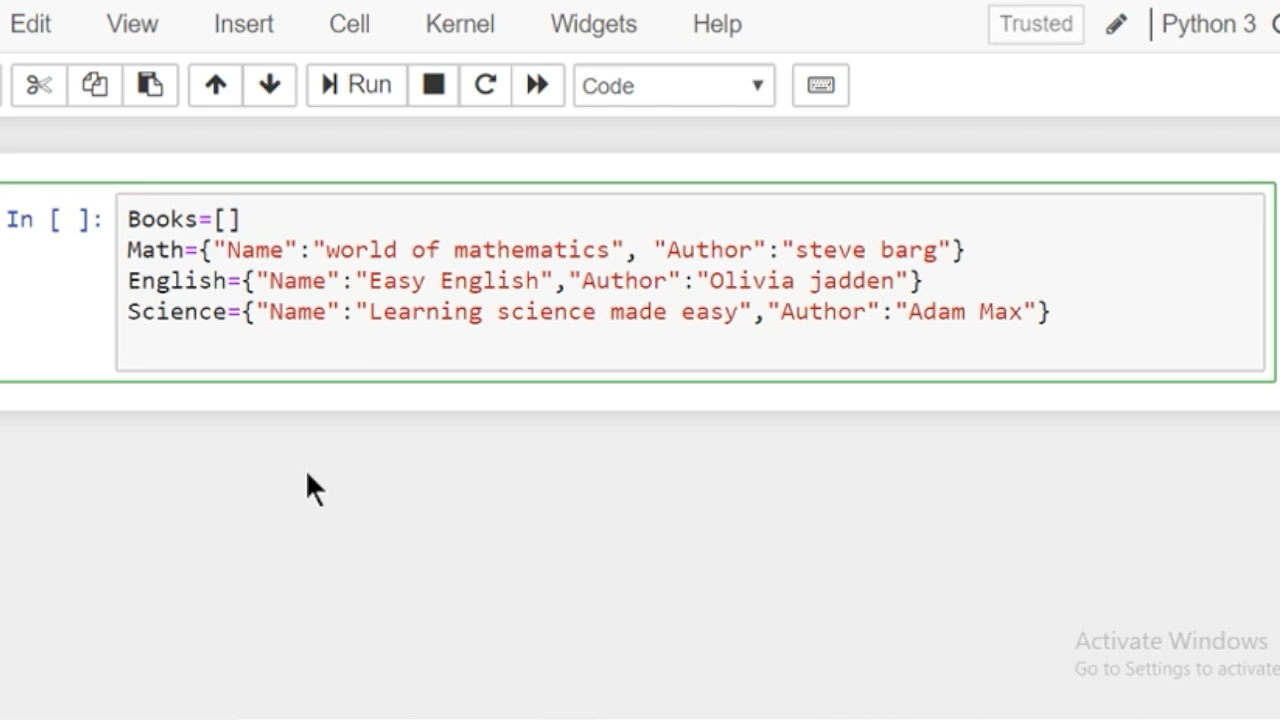 Edit View Insert Cell Kernel Widgets Help Trusted Python 3
Run Code
In [ ]:
Books=[]
Math={"Name":"world of mathematics", "Author":"steve barg"}
English={"Name":"Easy English","Author":"Olivia jadden"}
Science={"Name":"Learning science made easy","Author":"Adam Max"}
Activate Windows
Go to Settings to activate